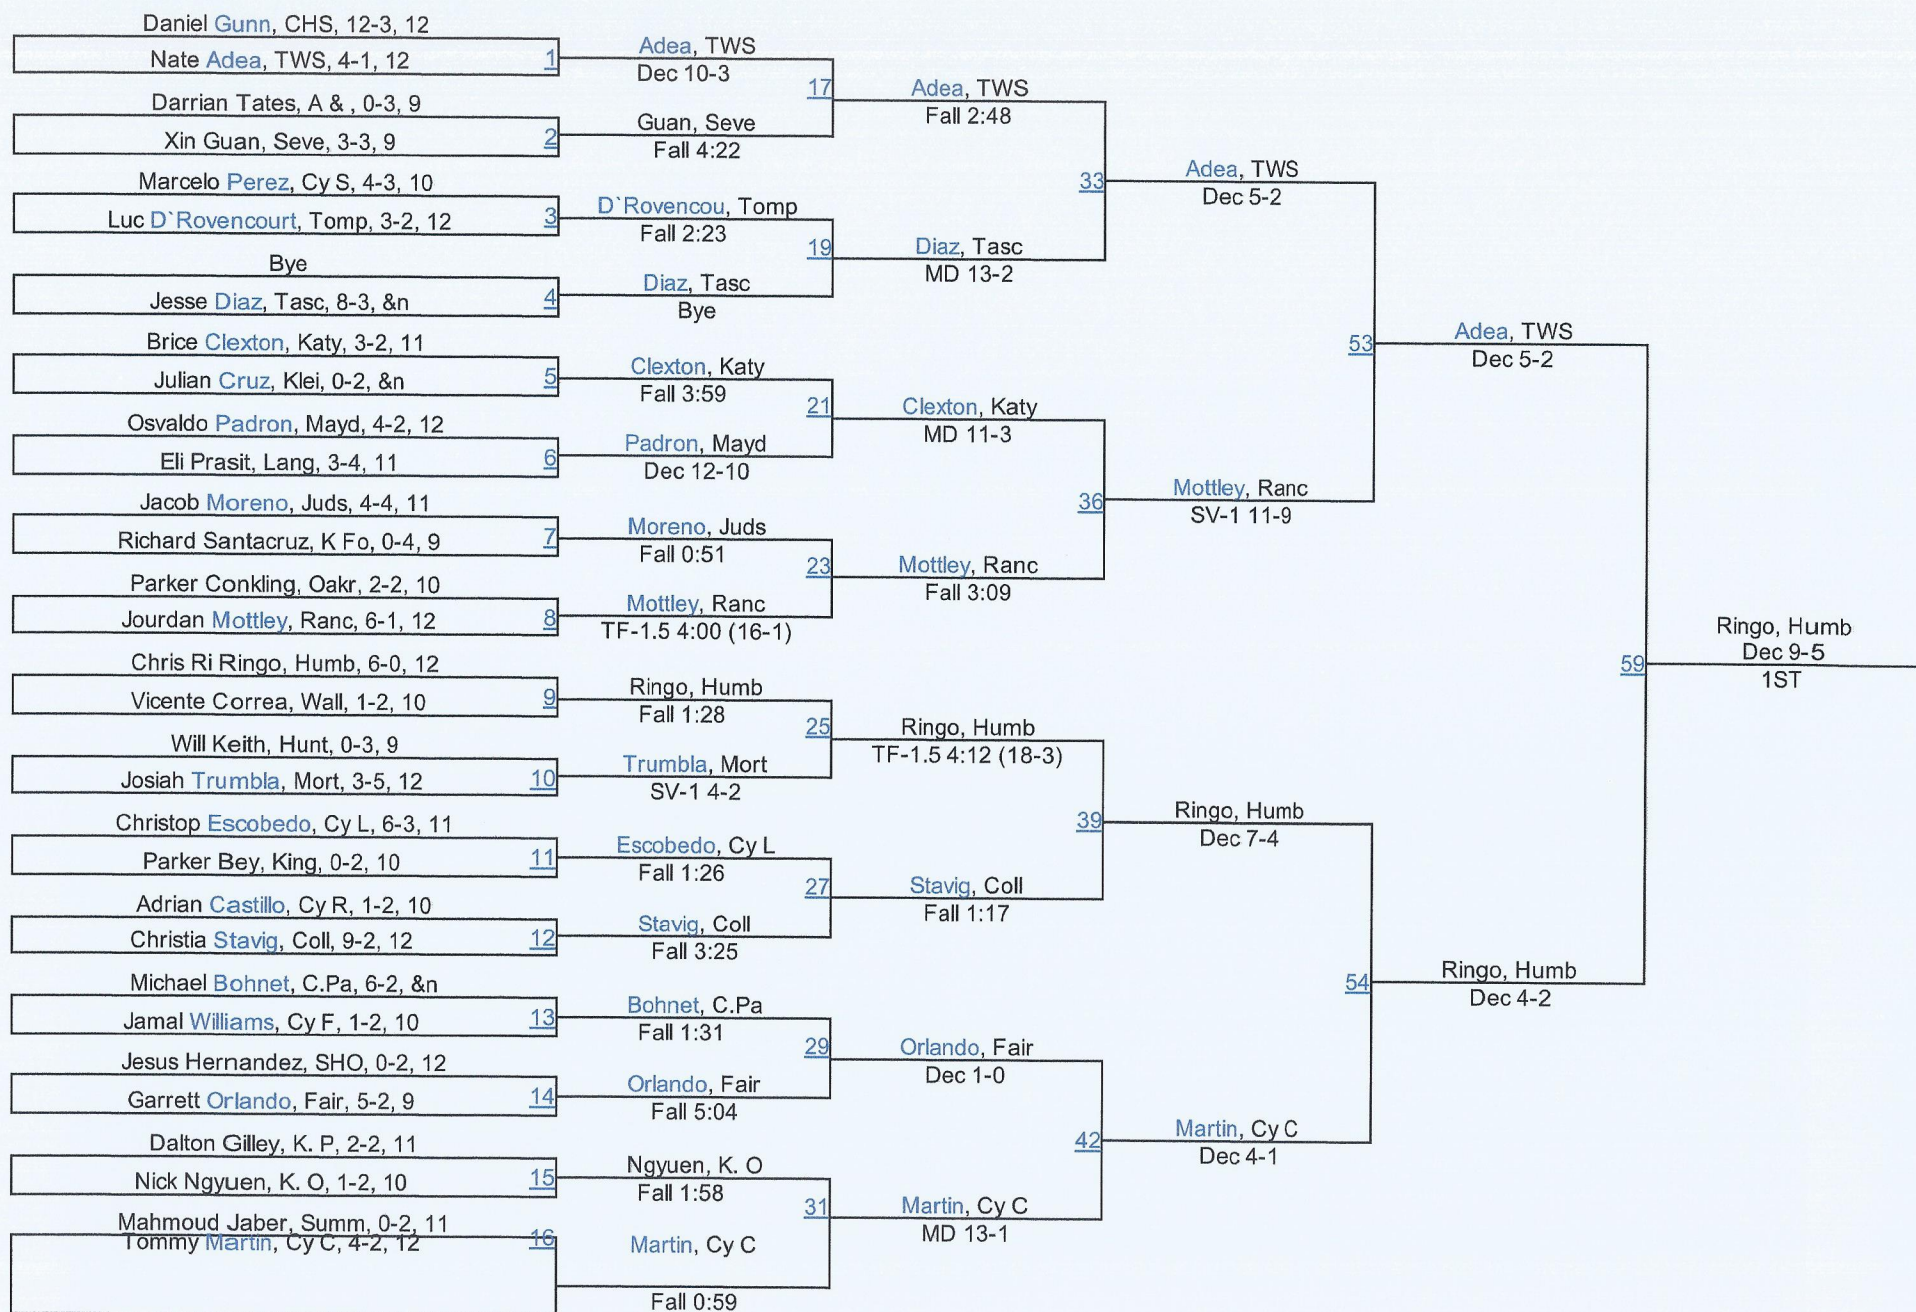 Daniel Gunn, CHS, 12-3, 12
Nate Adea, TWS, 4-1, 12
1
Darrian Tates, A & , 0-3, 9
Xin Guan, Seve, 3-3, 9
2
Marcelo Perez, Cy S, 4-3, 10
Luc D`Rovencourt, Tomp, 3-2, 12
3
Bye
Jesse Diaz, Tasc, 8-3, &n
4
Brice Clexton, Katy, 3-2, 11
Julian Cruz, Klei, 0-2, &n
5
Osvaldo Padron, Mayd, 4-2, 12
Eli Prasit, Lang, 3-4, 11
6
Jacob Moreno, Juds, 4-4, 11
Richard Santacruz, K Fo, 0-4, 9
7
Parker Conkling, Oakr, 2-2, 10
Jourdan Mottley, Ranc, 6-1, 12
8
Chris Ri Ringo, Humb, 6-0, 12
Vicente Correa, Wall, 1-2, 10
9
Will Keith, Hunt, 0-3, 9
Josiah Trumbla, Mort, 3-5, 12
10
Christop Escobedo, Cy L, 6-3, 11
Parker Bey, King, 0-2, 10
11
Adrian Castillo, Cy R, 1-2, 10
Christia Stavig, Coll, 9-2, 12
12
Michael Bohnet, C.Pa, 6-2, &n
Jamal Williams, Cy F, 1-2, 10
13
Jesus Hernandez, SHO, 0-2, 12
Garrett Orlando, Fair, 5-2, 9
14
Dalton Gilley, K. P, 2-2, 11
Nick Ngyuen, K. O, 1-2, 10
15
Mahmoud Jaber, Summ, 0-2, 11
Tommy Martin, Cy C, 4-2, 12
16
Adea, TWS
Dec 10-3
17
Guan, Seve
Fall 4:22
D`Rovencou, Tomp
Fall 2:23
19
Diaz, Tasc
Bye
Clexton, Katy
Fall 3:59
21
Padron, Mayd
Dec 12-10
Moreno, Juds
Fall 0:51
23
Mottley, Ranc
TF-1.5 4:00 (16-1)
Ringo, Humb
Fall 1:28
25
Trumbla, Mort
SV-1 4-2
Escobedo, Cy L
Fall 1:26
27
Stavig, Coll
Fall 3:25
Bohnet, C.Pa
Fall 1:31
29
Orlando, Fair
Fall 5:04
Ngyuen, K. O
Fall 1:58
31
Martin, Cy C
Fall 0:59
Adea, TWS
Fall 2:48
33
Diaz, Tasc
MD 13-2
Clexton, Katy
MD 11-3
36
Mottley, Ranc
Fall 3:09
Ringo, Humb
TF-1.5 4:12 (18-3)
39
Stavig, Coll
Fall 1:17
Orlando, Fair
Dec 1-0
42
Martin, Cy C
MD 13-1
Adea, TWS
Dec 5-2
53
Mottley, Ranc
SV-1 11-9
Ringo, Humb
Dec 7-4
54
Martin, Cy C
Dec 4-1
Adea, TWS
Dec 5-2
59
Ringo, Humb
Dec 4-2
Ringo, Humb
Dec 9-5
1ST